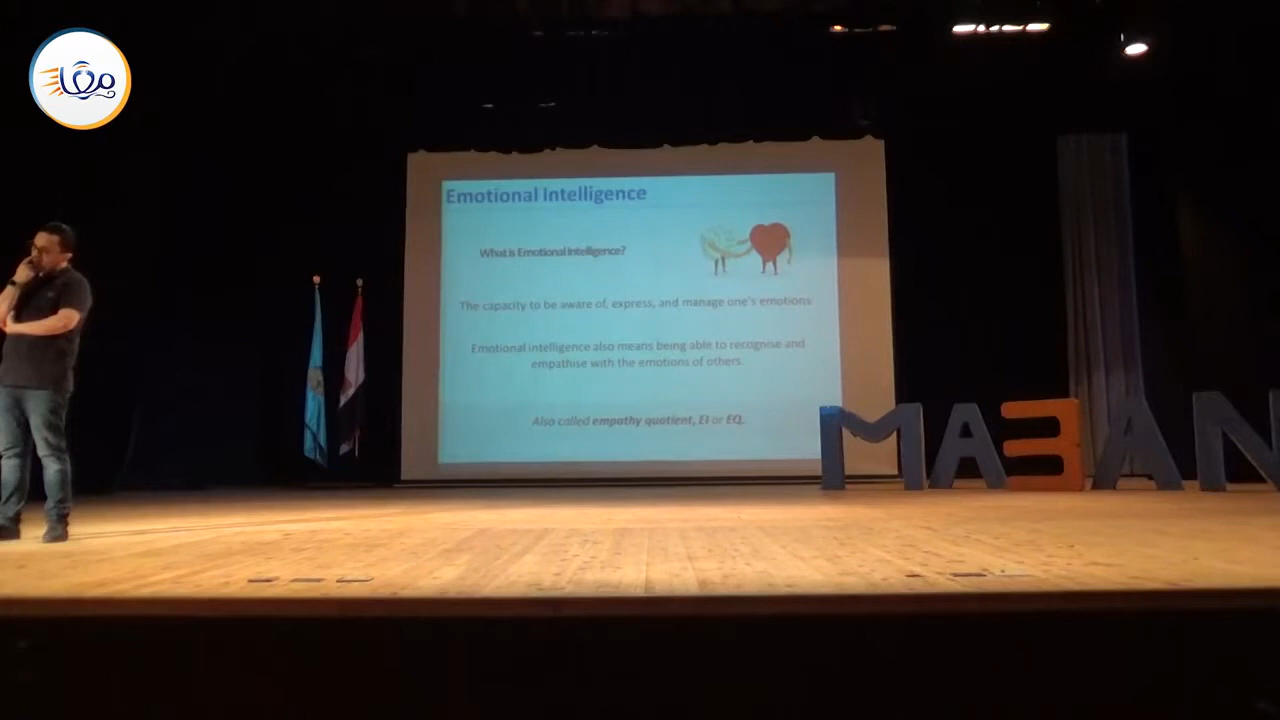 معا
Emotional Intelligence
What is Emotional Intelligence?
The capacity to be aware of, express, and manage one's emotions
Emotional intelligence also means being able to recognise and
empathise with the emotions of others.
Also called empathy quotient, EI or EQ.
MA3AN